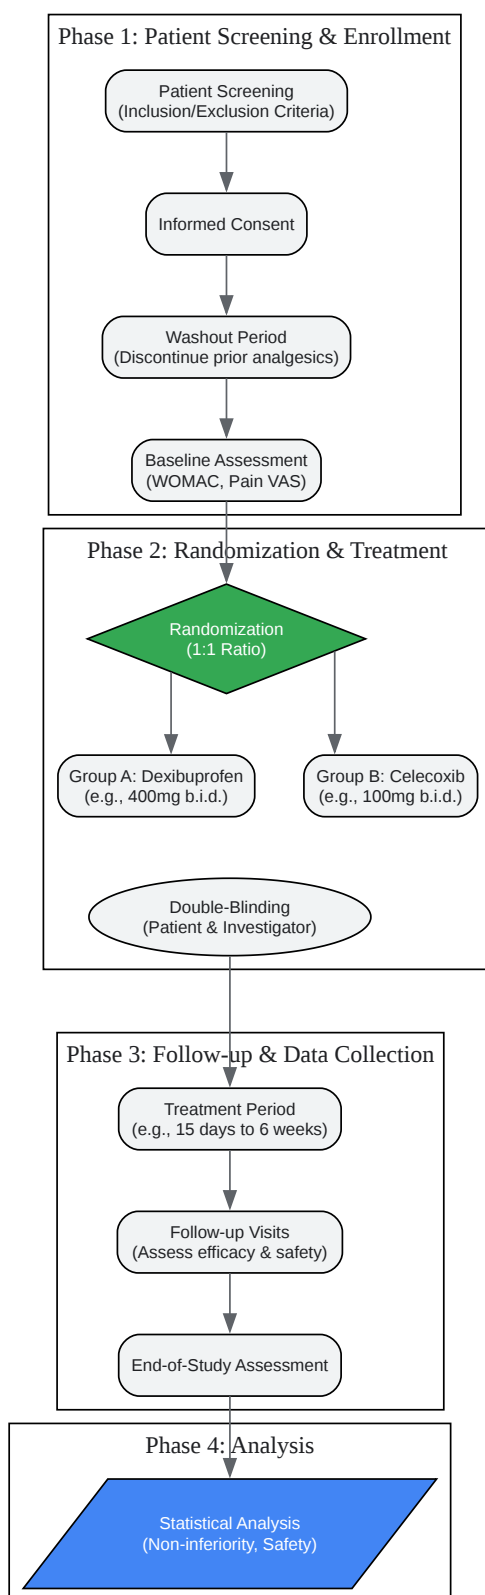 Phase 1: Patient Screening & Enrollment
Patient Screening
(Inclusion/Exclusion Criteria)
Informed Consent
Washout Period
(Discontinue prior analgesics)
Baseline Assessment
(WOMAC, Pain VAS)
Phase 2: Randomization & Treatment
Randomization
(1:1 Ratio)
Group A: Dexibuprofen
(e.g., 400mg b.i.d.)
Group B: Celecoxib
(e.g., 100mg b.i.d.)
Double-Blinding
(Patient & Investigator)
Phase 3: Follow-up & Data Collection
Treatment Period
(e.g., 15 days to 6 weeks)
Follow-up Visits
(Assess efficacy & safety)
End-of-Study Assessment
Phase 4: Analysis
Statistical Analysis
(Non-inferiority, Safety)